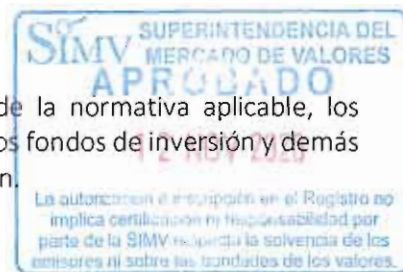 SIMV SUPERINTENDENCIA DEL
MERCADO DE VALORES
APROBADO
de la normativa aplicable, los
os fondos de inversión y demás
12 NOV
n.
La autorización e inscripción en el Registro no
implica certificación ni responsabilidad por
parte de la SIMV respecto la solvencia de los
emisores ni sobre las bondades de los valores.